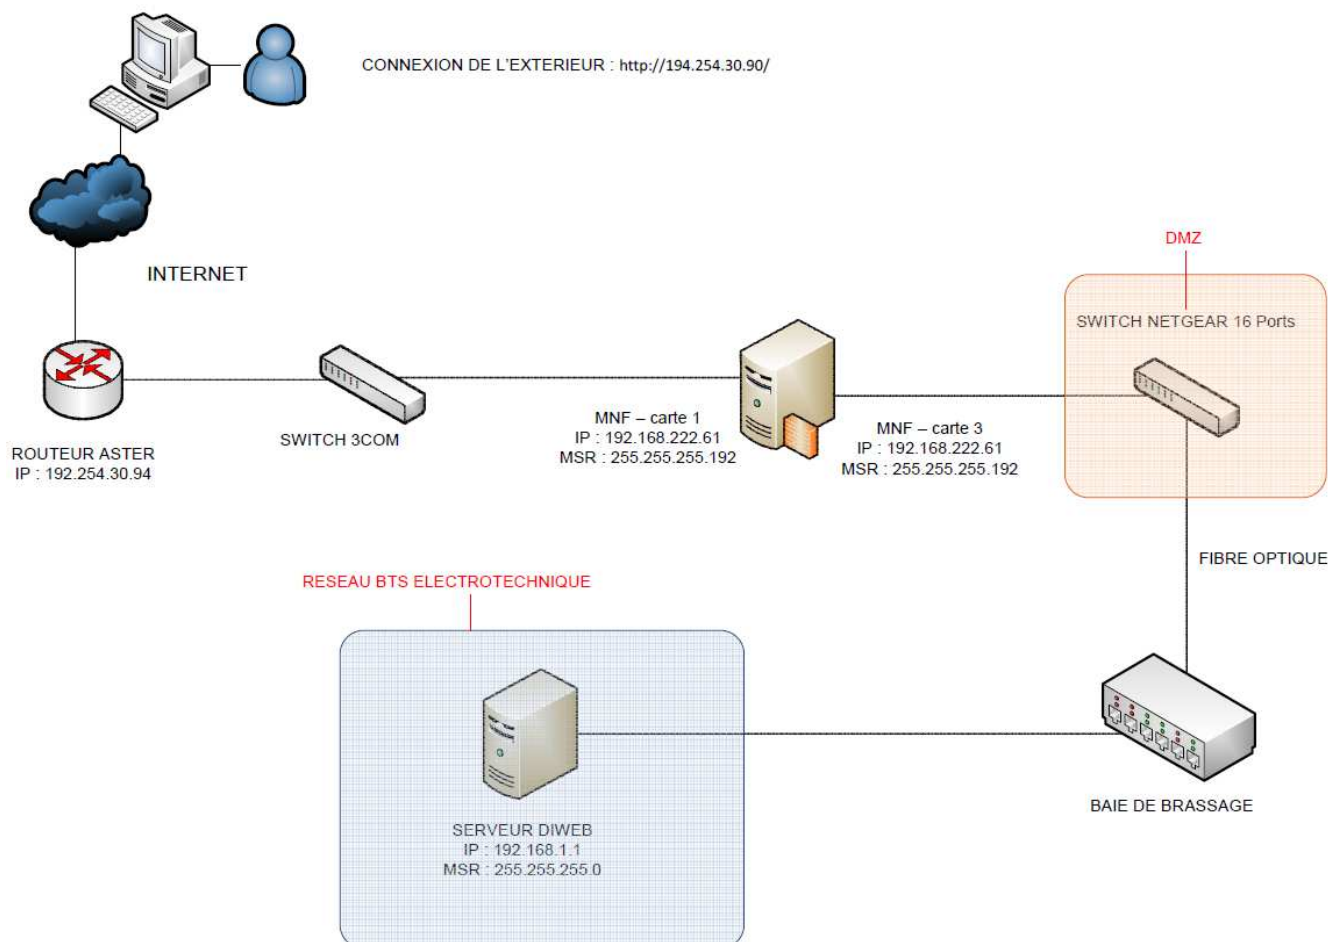 CONNEXION DE L'EXTERIEUR : http://194.254.30.90/
INTERNET
DMZ
SWITCH NETGEAR 16 Ports
ROUTEUR ASTER
IP : 192.254.30.94
SWITCH 3COM
MNF – carte 1
IP : 192.168.222.61
MSR : 255.255.255.192
MNF – carte 3
IP : 192.168.222.61
MSR : 255.255.255.192
FIBRE OPTIQUE
RESEAU BTS ELECTROTECHNIQUE
SERVEUR DIWEB
IP : 192.168.1.1
MSR : 255.255.255.0
BAIE DE BRASSAGE